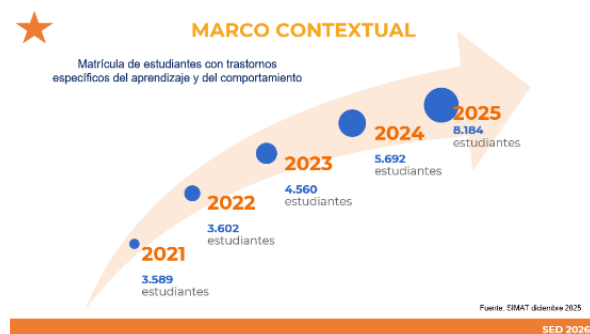 MARCO CONTEXTUAL
Matrícula de estudiantes con trastornos
específicos del aprendizaje y del comportamiento
2021
3.589
estudiantes
2022
3.602
estudiantes
2023
4.560
estudiantes
2024
5.692
estudiantes
2025
8.184
estudiantes
Fuente: SIMAT diciembre 2025
SED 2026